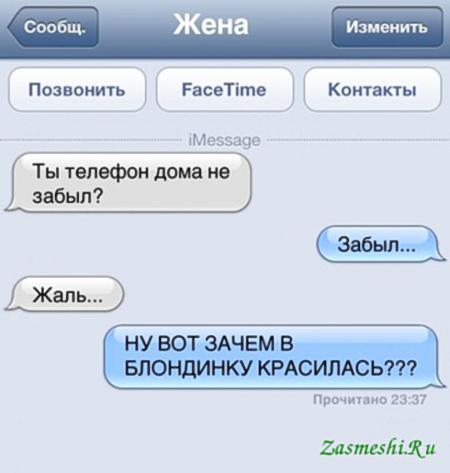 Сообщ.
Жена
Изменить
Позвонить
FaceTime
Контакты
iMessage
Ты телефон дома не
забыл?
Забыл...
Жаль...
НУ ВОТ ЗАЧЕМ В
БЛОНДИНКУ КРАСИЛАСЬ???
Прочитано 23:37
Zasmeshi.Ru